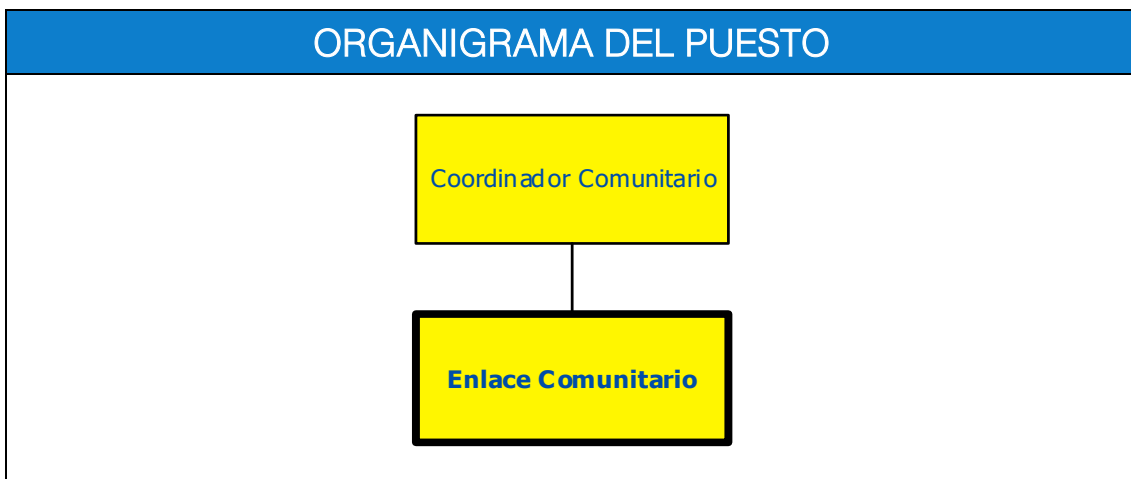 ORGANIGRAMA DEL PUESTO
Coordinador Comunitario
Enlace Comunitario